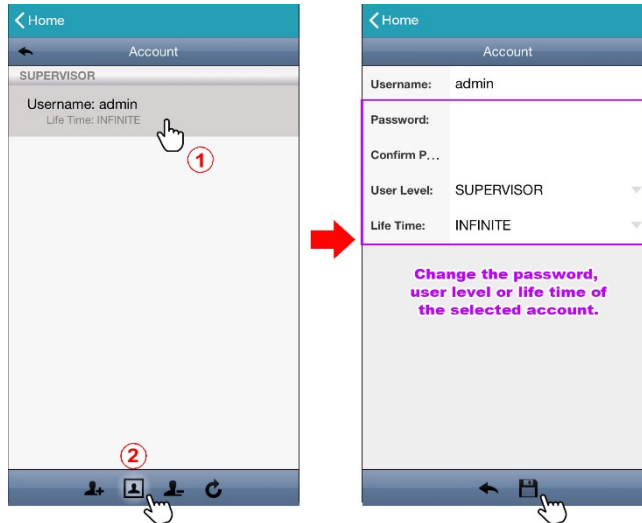 Home
Account
SUPERVISOR
Username: admin
Life Time: INFINITE
1
2
Home
Account
Username: admin
Password:
Confirm P...
User Level: SUPERVISOR
Life Time: INFINITE
Change the password,
user level or life time of
the selected account.